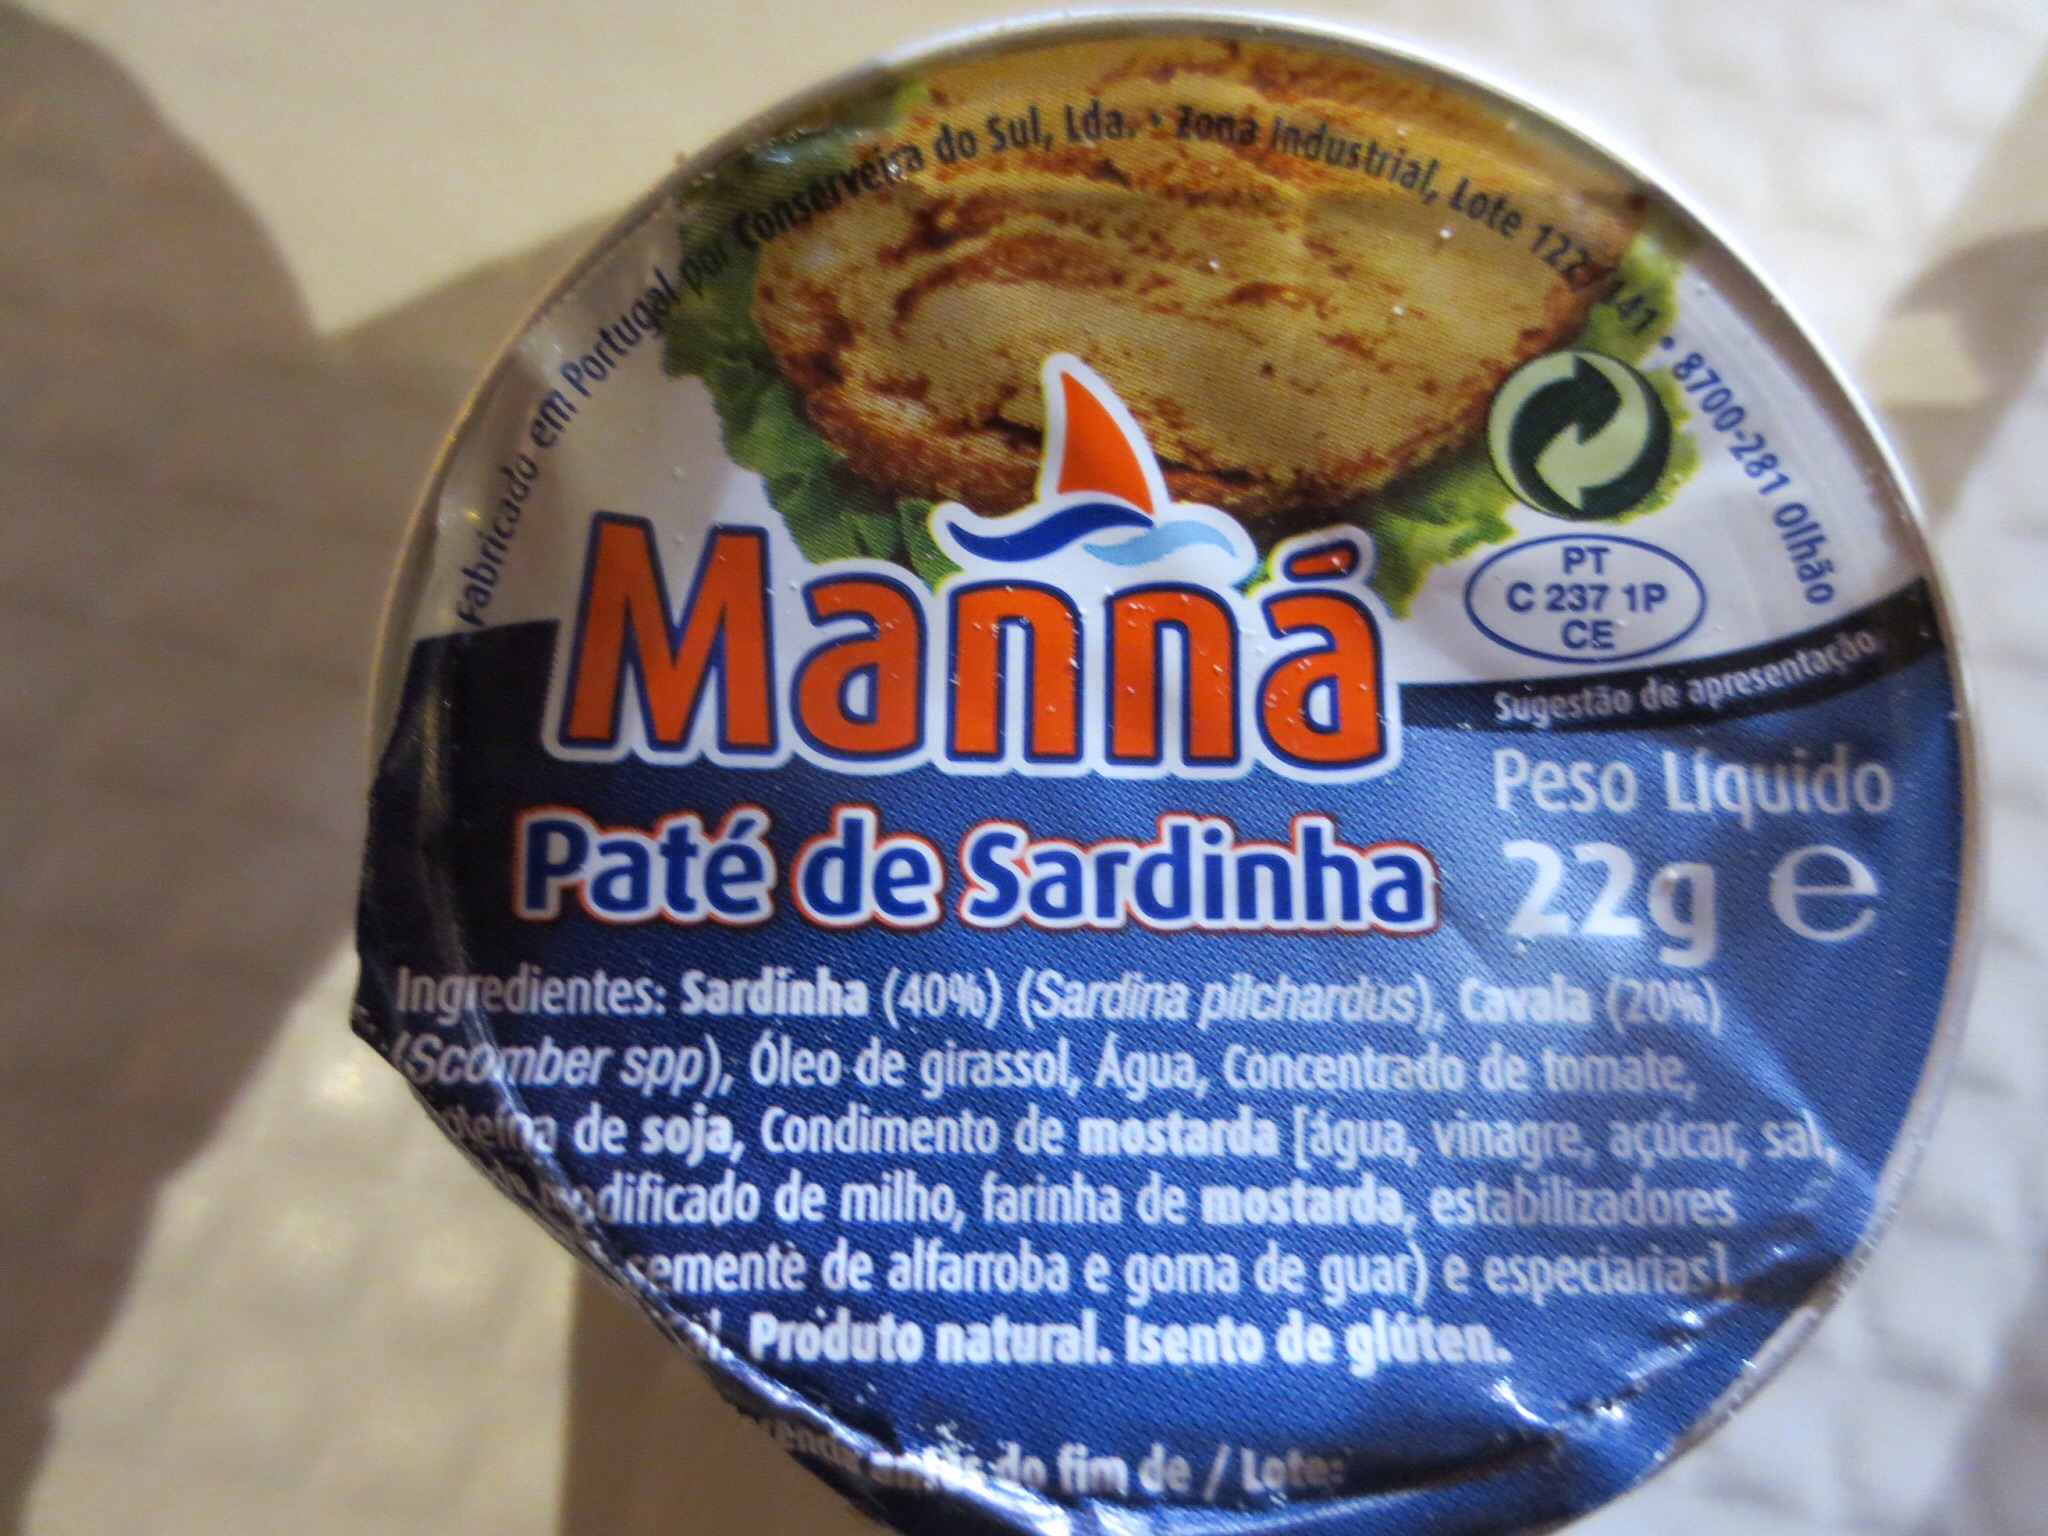 Fabricado em Portugal por Conserveira do Sul, Lda. • Zona Industrial, Lote 122/141 • 8700-281 Olhão
Manná
PT
C 237 1P
CE
Sugestão de apresentação
Paté de Sardinha
Peso Líquido
22g e
Ingredientes: Sardinha (40%) (Sardina pilchardus), Cavala (20%)
(Scomber spp), Óleo de girassol, Água, Concentrado de tomate,
de soja, Condimento de mostarda [água, vinagre, açúcar, sal,
modificado de milho, farinha de mostarda, estabilizadores
semente de alfarroba e goma de guar) e especiarias]
Produto natural. Isento de glúten.
antes do fim de / Lote: